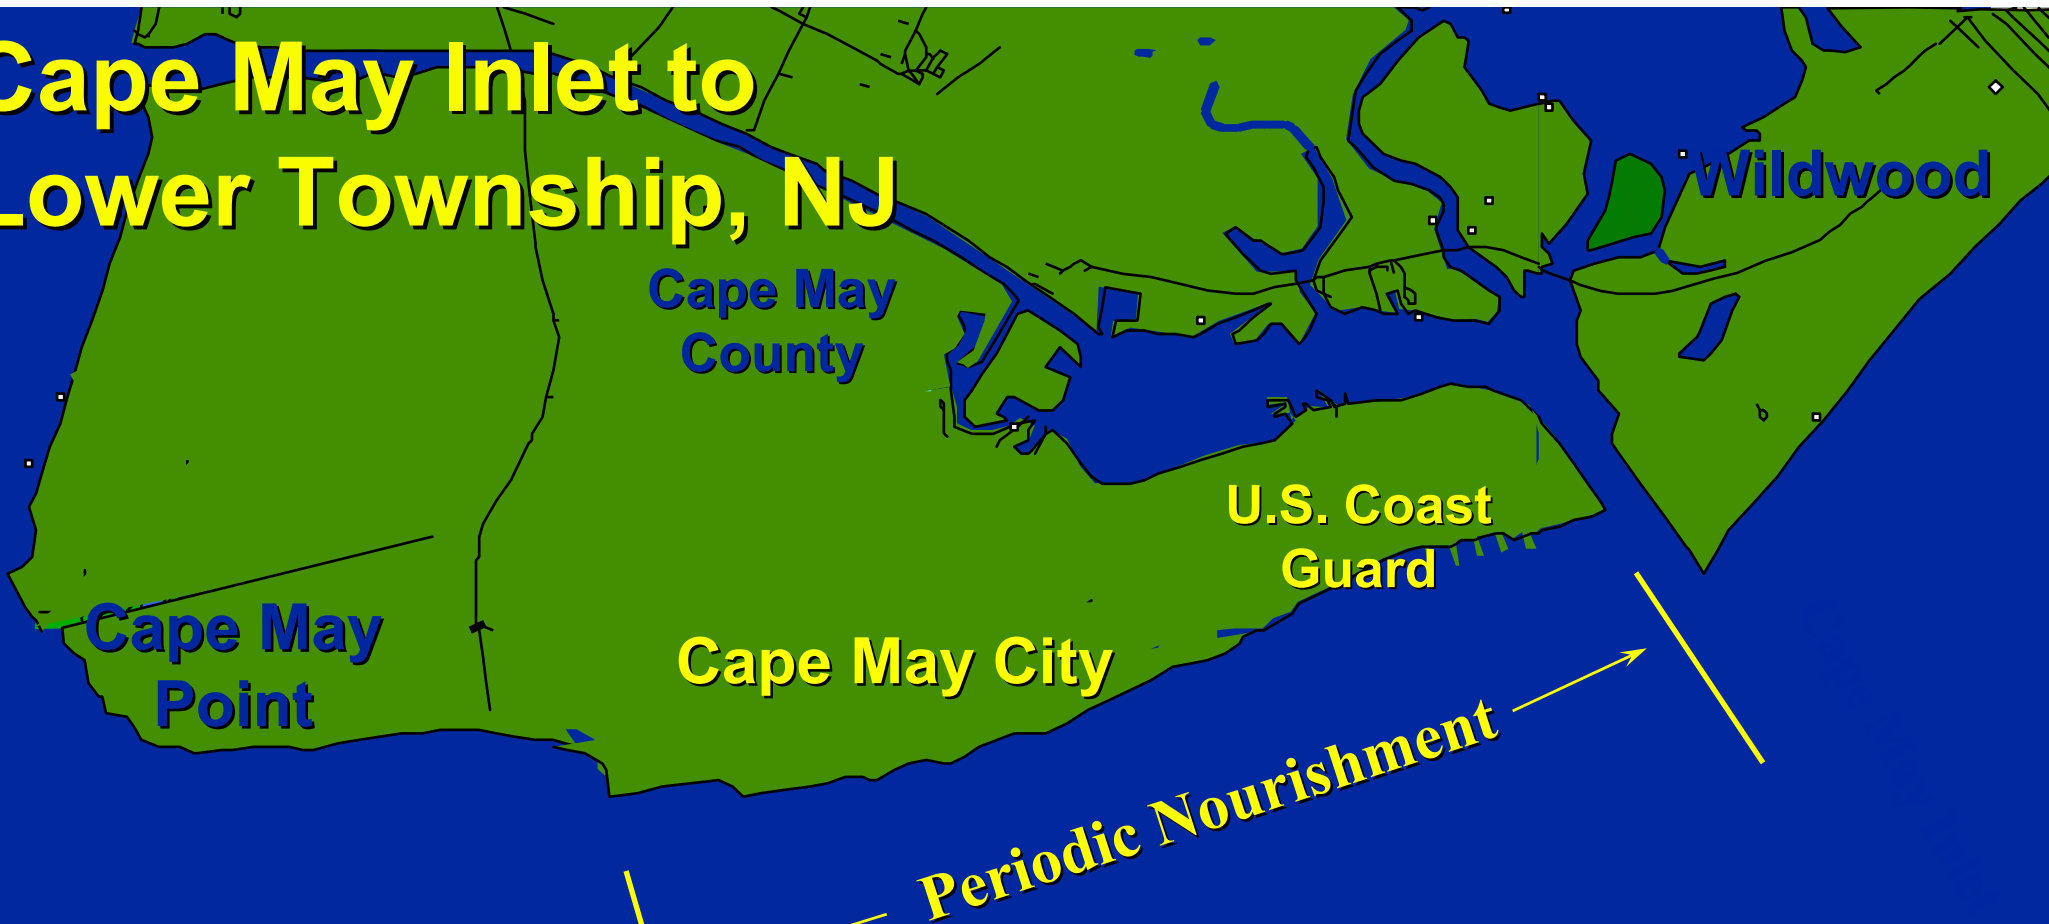 Cape May Inlet to
Lower Township, NJ
Wildwood
Cape May
County
U.S. Coast
Guard
Cape May
Point
Cape May City
Periodic Nourishment